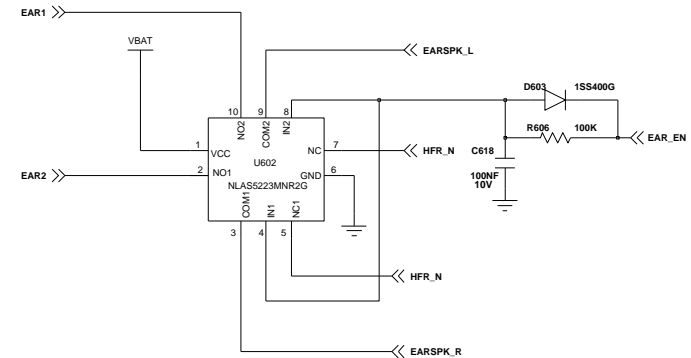 EAR1
VBAT
EARSPK_L
D603 1SS400G
10 9 8
NO2 COM2 IN2
R606 100K
EAR_EN
1 VCC
U602
NC 7
HFR_N
C618
EAR2
2 NO1
GND 6
NLAS5223MNR2G
100NF
10V
COM1 IN1 NC1
3 4 5
HFR_N
EARSPK_R